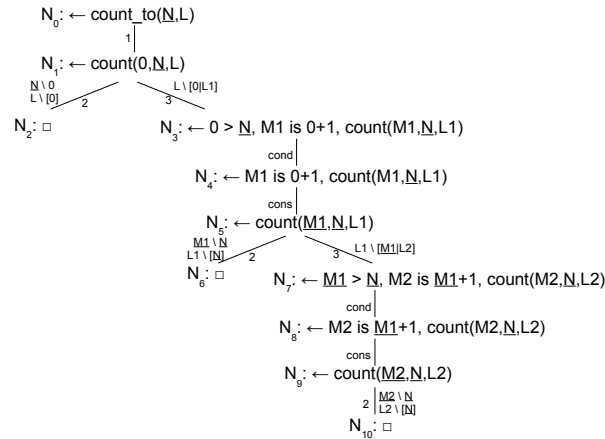 N0: ← count_to(N,L)
1
N1: ← count(0,N,L)
N \ 0
L \ [0]
2
L \ [0|L1]
3
N2: □
N3: ← 0 > N, M1 is 0+1, count(M1,N,L1)
cond
N4: ← M1 is 0+1, count(M1,N,L1)
cons
N5: ← count(M1,N,L1)
M1 \ N
L1 \ [N]
2
L1 \ [M1|L2]
3
N6: □
N7: ← M1 > N, M2 is M1+1, count(M2,N,L2)
cond
N8: ← M2 is M1+1, count(M2,N,L2)
cons
N9: ← count(M2,N,L2)
2
M2 \ N
L2 \ [N]
N10: □